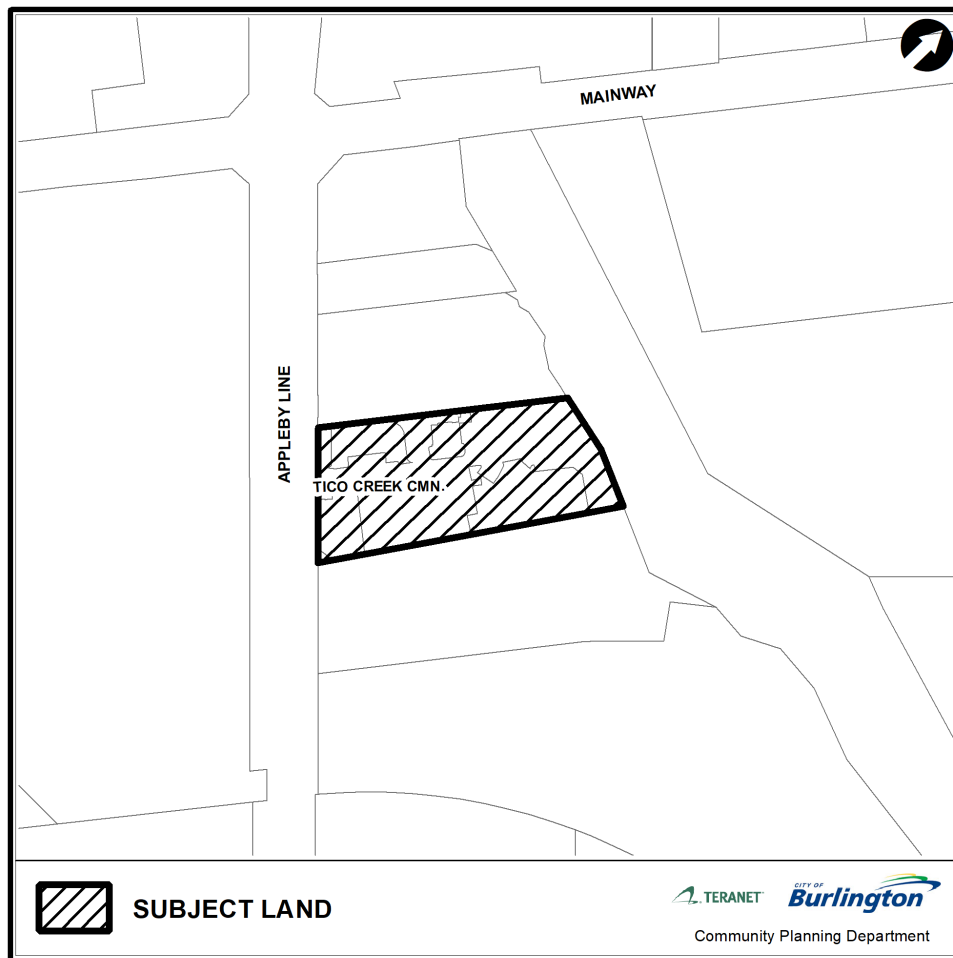 MAINWAY
APPLEBY LINE
TICO CREEK CMN.
SUBJECT LAND
TERANET
CITY OF
Burlington
Community Planning Department